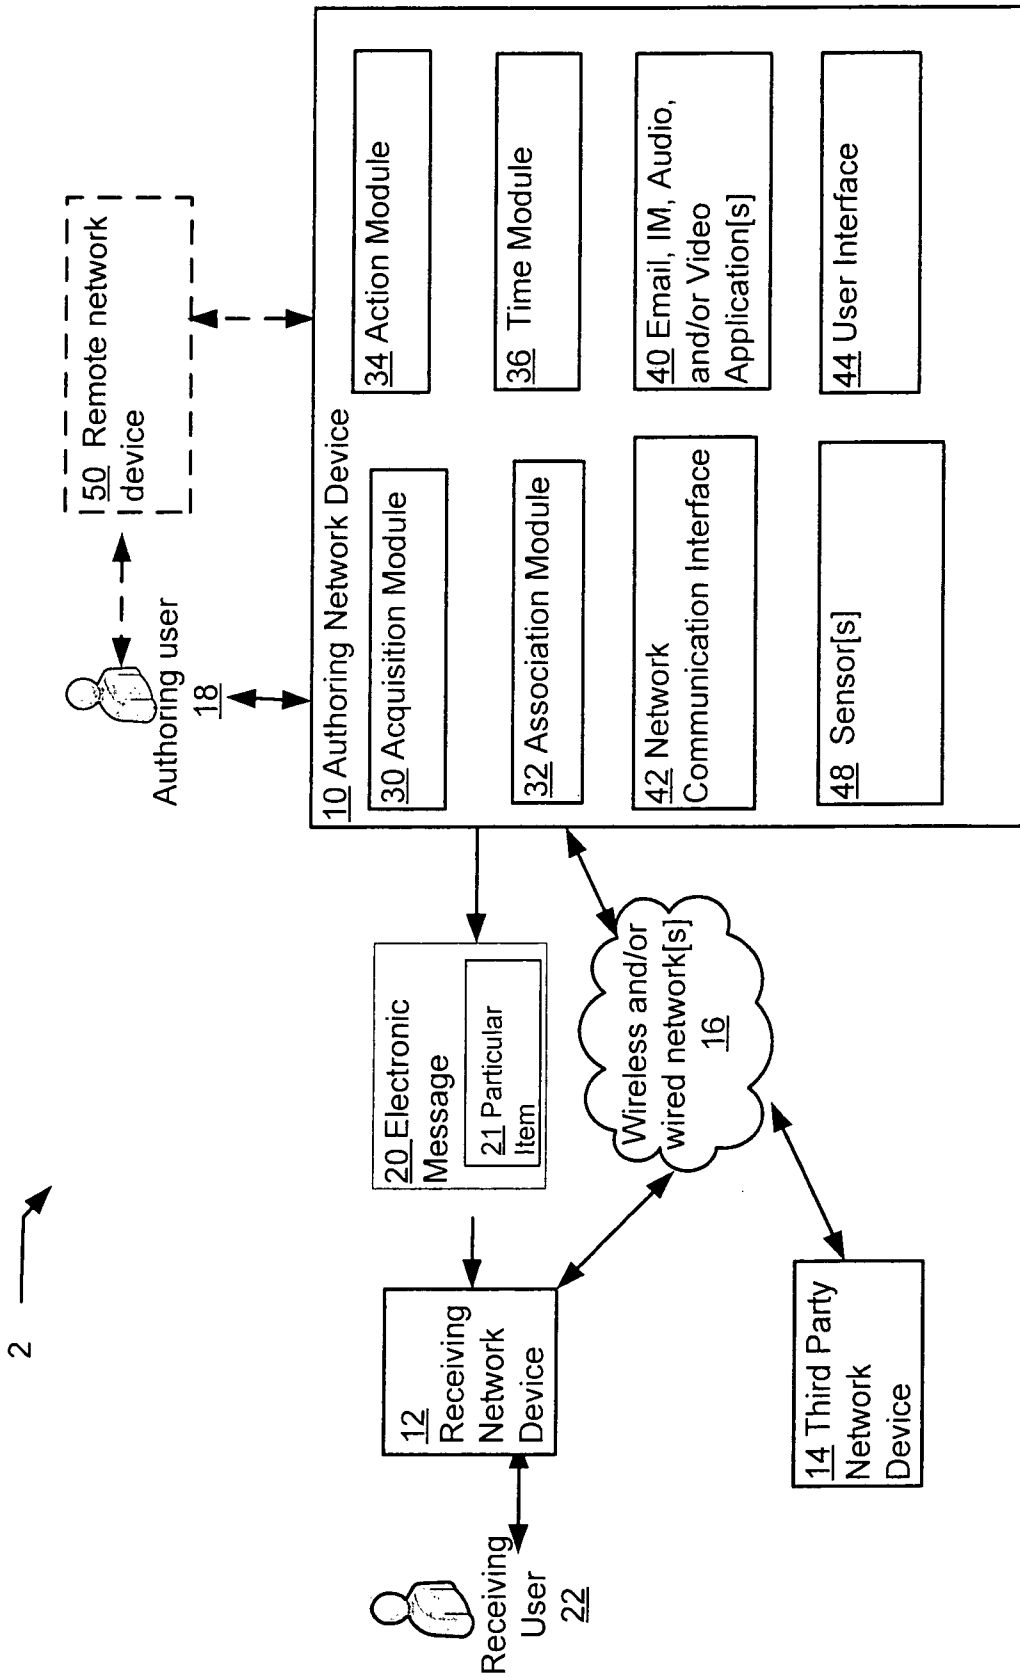 2
Authoring user
18
50 Remote network
device
10 Authoring Network Device
30 Acquisition Module
34 Action Module
32 Association Module
36 Time Module
42 Network
Communication Interface
40 Email, IM, Audio,
and/or Video
Application[s]
48 Sensor[s]
44 User Interface
20 Electronic
Message
21 Particular
Item
Wireless and/or
wired network[s]
16
12
Receiving
Network
Device
Receiving
User
22
14 Third Party
Network
Device